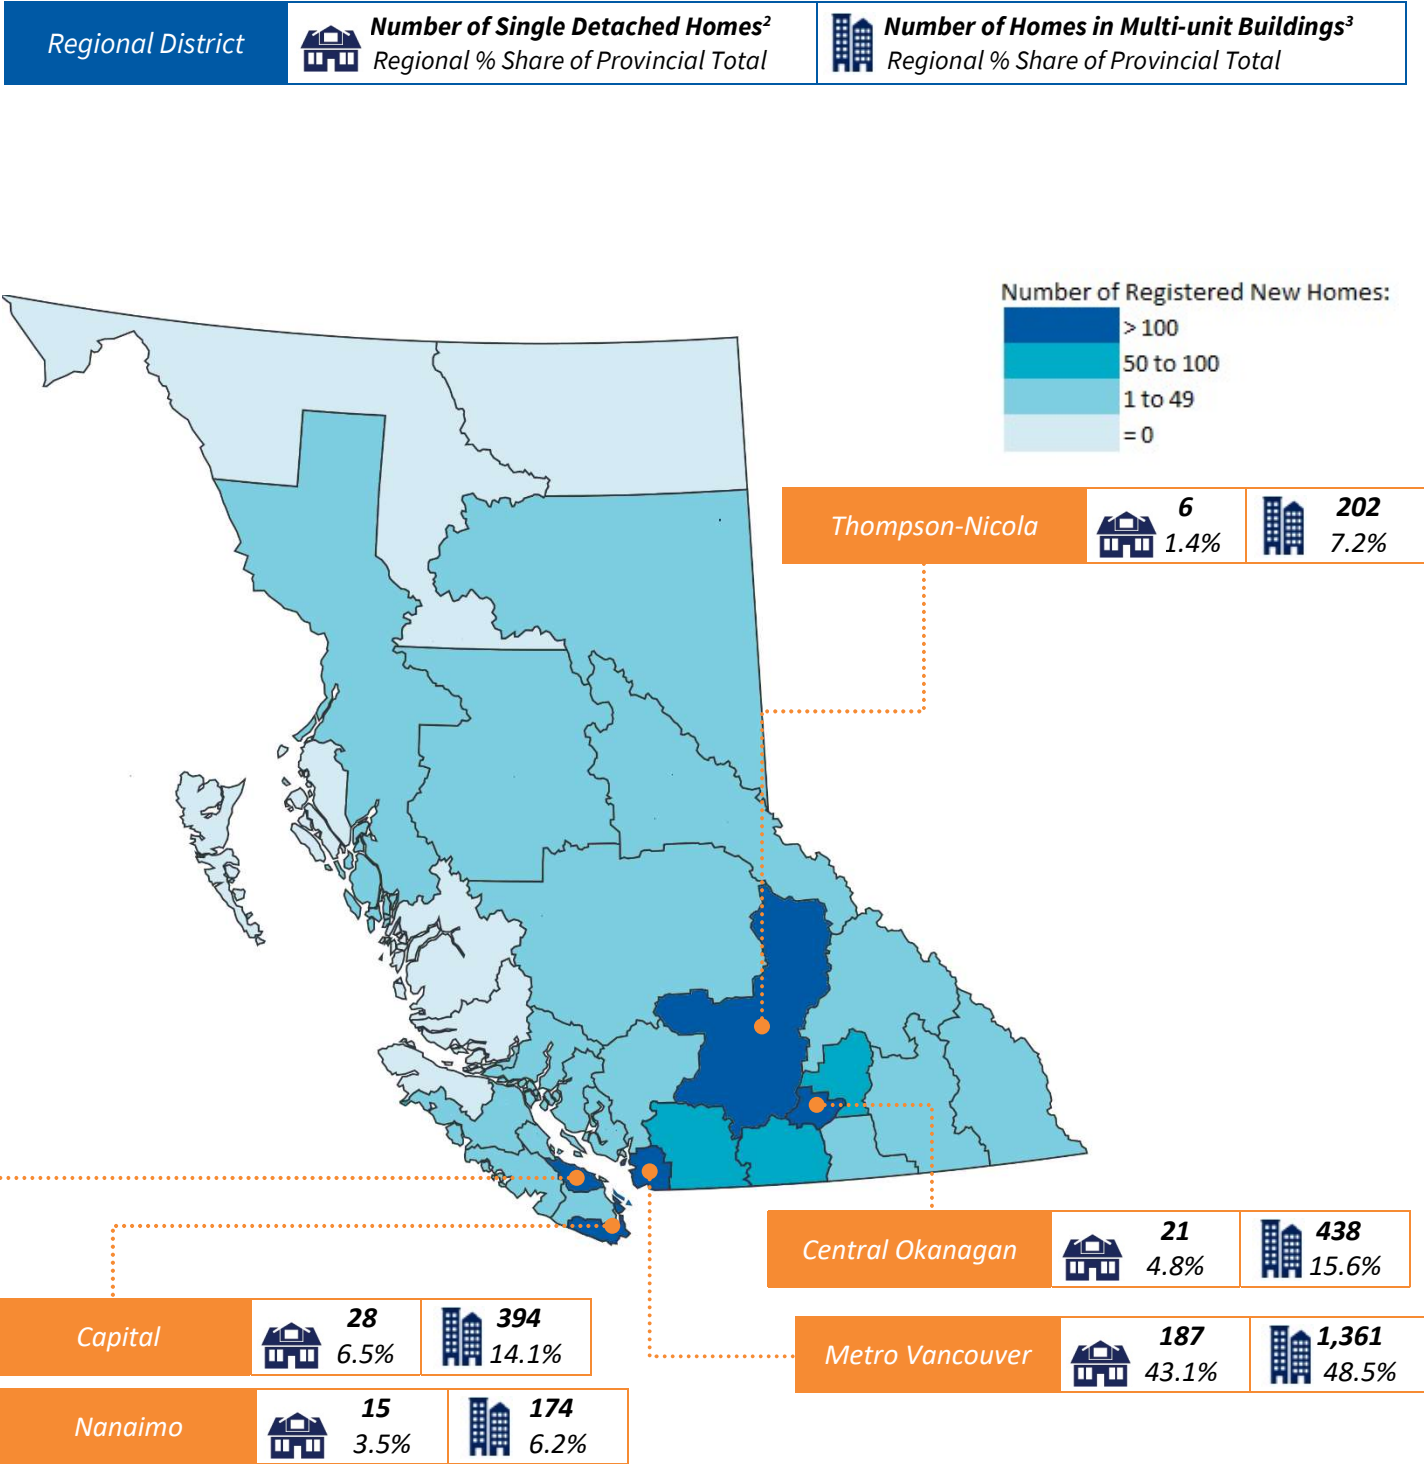 Regional District
Number of Single Detached Homes²
Regional % Share of Provincial Total
Number of Homes in Multi-unit Buildings³
Regional % Share of Provincial Total
Number of Registered New Homes:
> 100
50 to 100
1 to 49
= 0
Thompson-Nicola
6
1.4%
202
7.2%
Central Okanagan
21
4.8%
438
15.6%
Capital
28
6.5%
394
14.1%
Metro Vancouver
187
43.1%
1,361
48.5%
Nanaimo
15
3.5%
174
6.2%